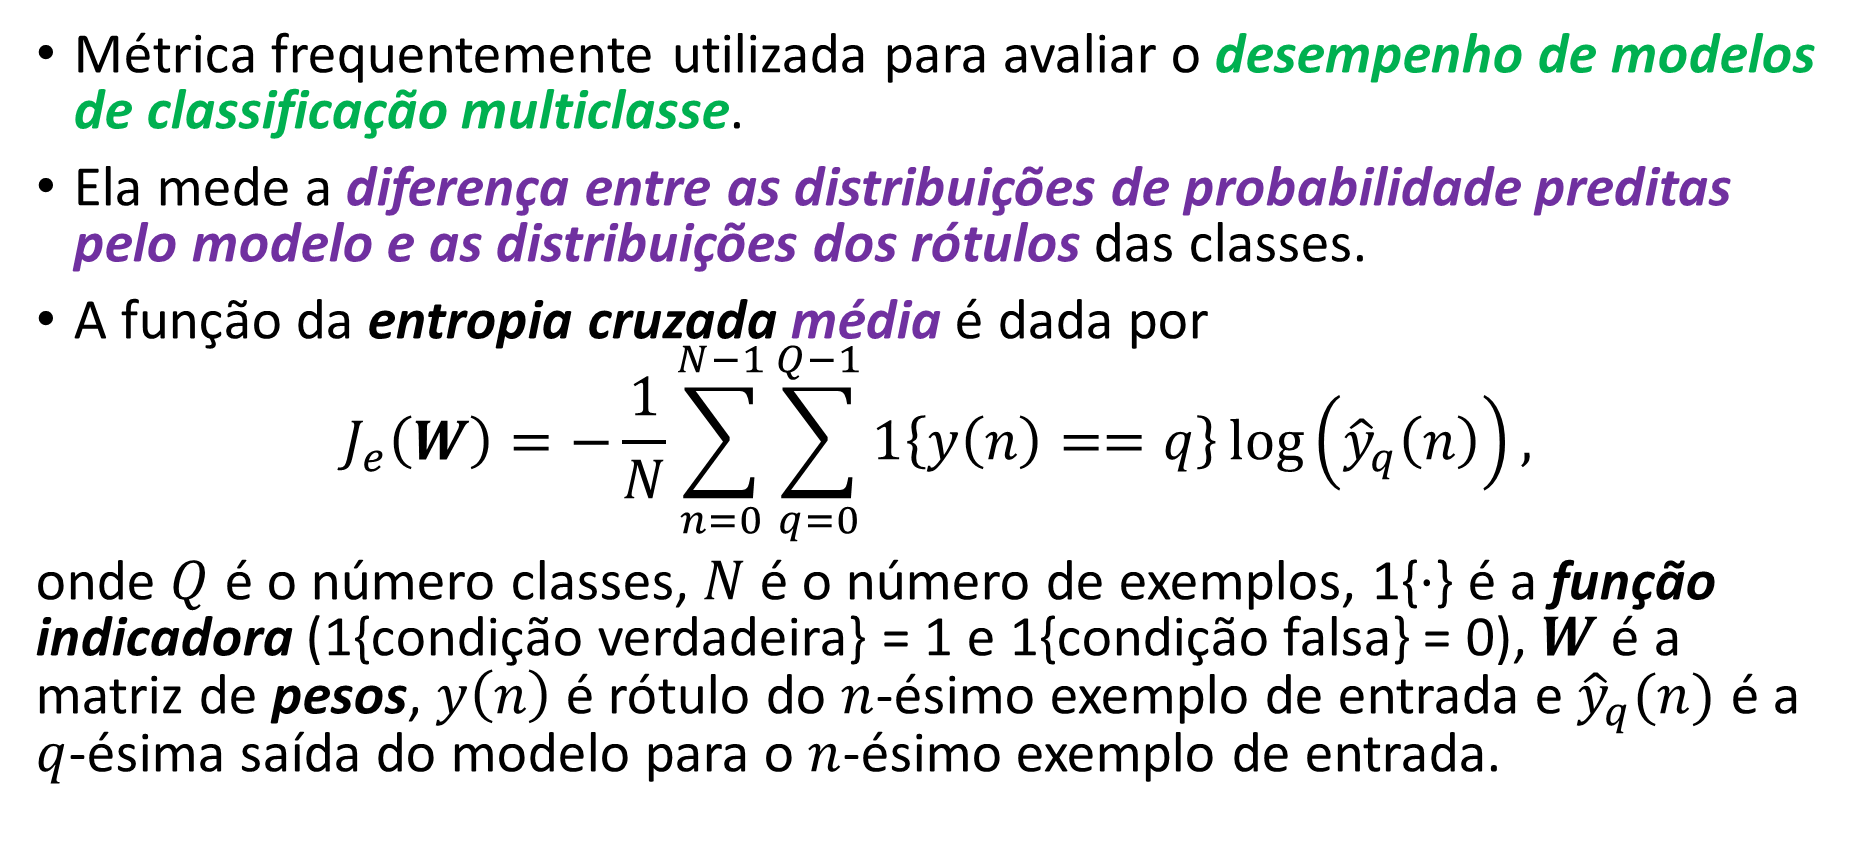 • Métrica frequentemente utilizada para avaliar o desempenho de modelos
de classificação multiclasse.
• Ela mede a diferença entre as distribuições de probabilidade preditas
pelo modelo e as distribuições dos rótulos das classes.
• A função da entropia cruzada média é dada por
J_e(W) = −\frac{1}{N} \sum_{n=0}^{N−1} \sum_{q=0}^{Q−1} 1{y(n) == q} log(ŷ_q(n)),
onde Q é o número classes, N é o número de exemplos, 1{·} é a função
indicadora (1{condição verdadeira} = 1 e 1{condição falsa} = 0), W é a
matriz de pesos, y(n) é rótulo do n-ésimo exemplo de entrada e ŷ_q(n) é a
q-ésima saída do modelo para o n-ésimo exemplo de entrada.